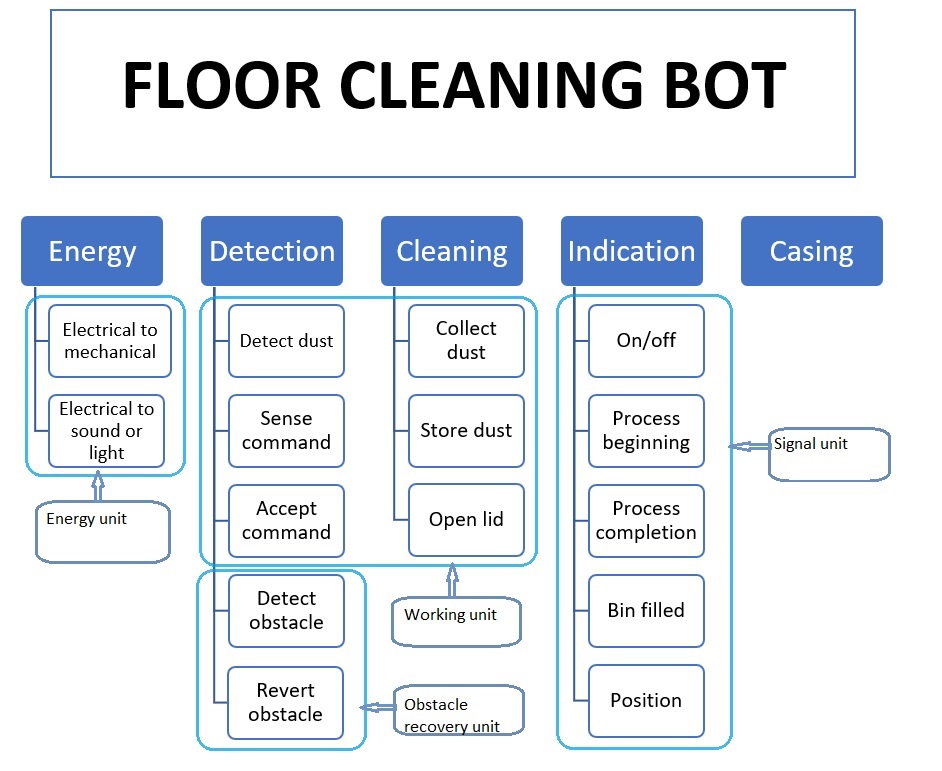 FLOOR CLEANING BOT
Energy
Detection
Cleaning
Indication
Casing
Electrical to
mechanical
Electrical to
sound or
light
Energy unit
Detect dust
Sense
command
Accept
command
Detect
obstacle
Revert
obstacle
Collect
dust
Store dust
Open lid
Working unit
Obstacle
recovery unit
On/off
Process
beginning
Process
completion
Bin filled
Position
Signal unit